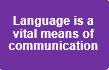 Language is a
vital means of
communication